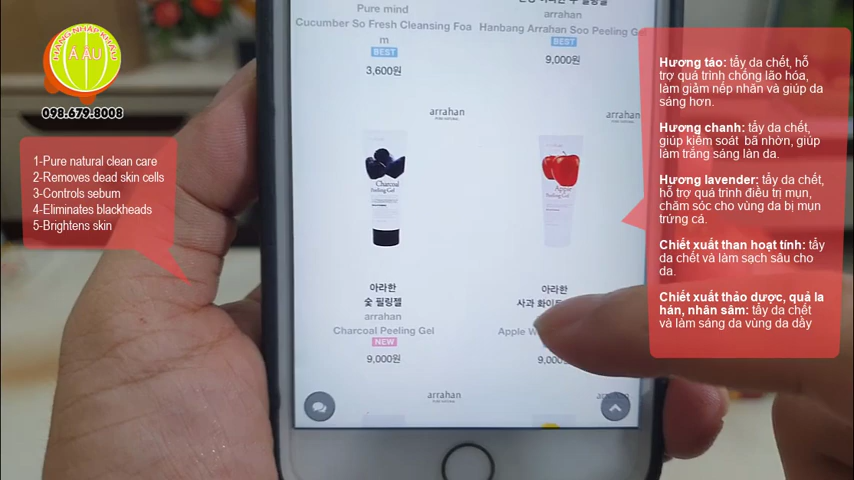 HÀNG NHẬP KHẨU
Á ÂU
098.679.8008
1-Pure natural clean care
2-Removes dead skin cells
3-Controls sebum
4-Eliminates blackheads
5-Brightens skin
Pure mind
Cucumber So Fresh Cleansing Foa
m
BEST
3,600원
arrahan
Hanbang Arrahan Soo Peeling Gel
BEST
9,000원
arrahan
Charcoal
Peeling Gel
아라한
숯 필링젤
arrahan
Charcoal Peeling Gel
NEW
9,000원
arrahan
Apple
Peeling Gel
아라한
사과 화이트
Apple W
9,000
arrahan
Hương táo: tẩy da chết, hỗ
trợ quá trình chống lão hóa,
làm giảm nếp nhăn và giúp da
sáng hơn.
Hương chanh: tẩy da chết,
giúp kiểm soát bã nhờn, giúp
làm trắng sáng làn da.
Hương lavender: tẩy da chết,
hỗ trợ quá trình điều trị mụn,
chăm sóc cho vùng da bị mụn
trứng cá.
Chiết xuất than hoạt tính: tẩy
da chết và làm sạch sâu cho
da.
Chiết xuất thảo dược, quả la
hán, nhân sâm: tẩy da chết
và làm sáng da vùng da dầy